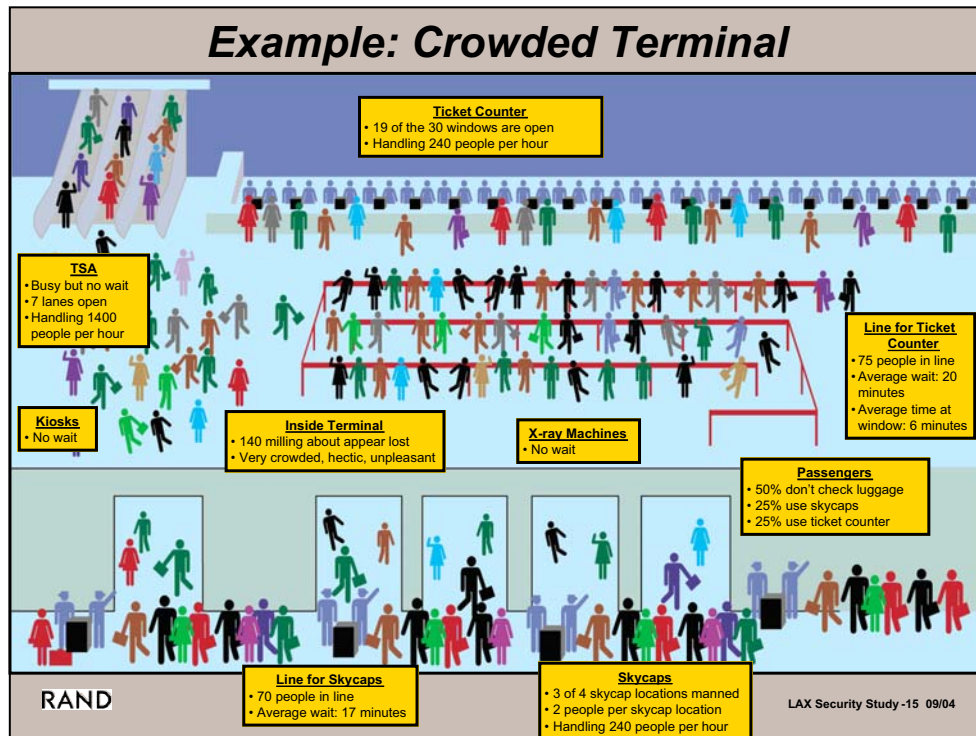 Example: Crowded Terminal
Ticket Counter
• 19 of the 30 windows are open
• Handling 240 people per hour
TSA
• Busy but no wait
• 7 lanes open
• Handling 1400
people per hour
Line for Ticket
Counter
• 75 people in line
• Average wait: 20
minutes
• Average time at
window: 6 minutes
Kiosks
• No wait
Inside Terminal
• 140 milling about appear lost
• Very crowded, hectic, unpleasant
X-ray Machines
• No wait
Passengers
• 50% don't check luggage
• 25% use skycaps
• 25% use ticket counter
Line for Skycaps
• 70 people in line
• Average wait: 17 minutes
Skycaps
• 3 of 4 skycap locations manned
• 2 people per skycap location
• Handling 240 people per hour
RAND
LAX Security Study -15 09/04